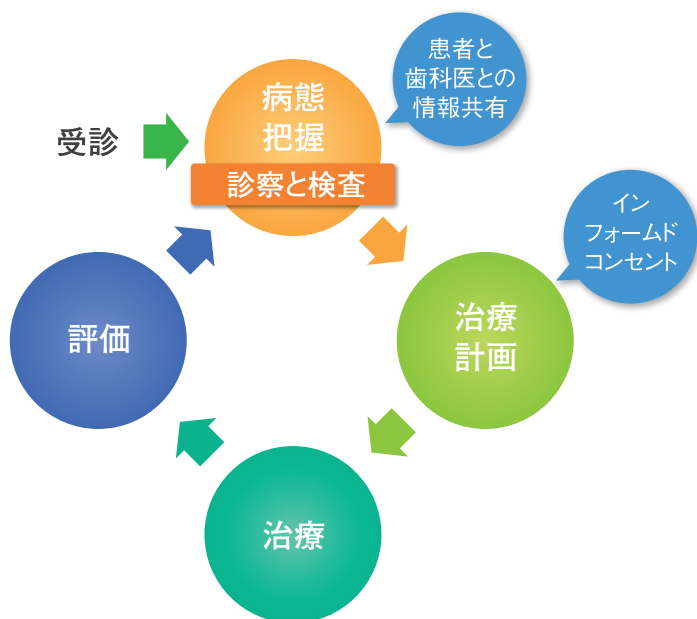 患者と
歯科医との
情報共有
病態
把握
受診
診察と検査
イン
フォームド
コンセント
治療
計画
評価
治療